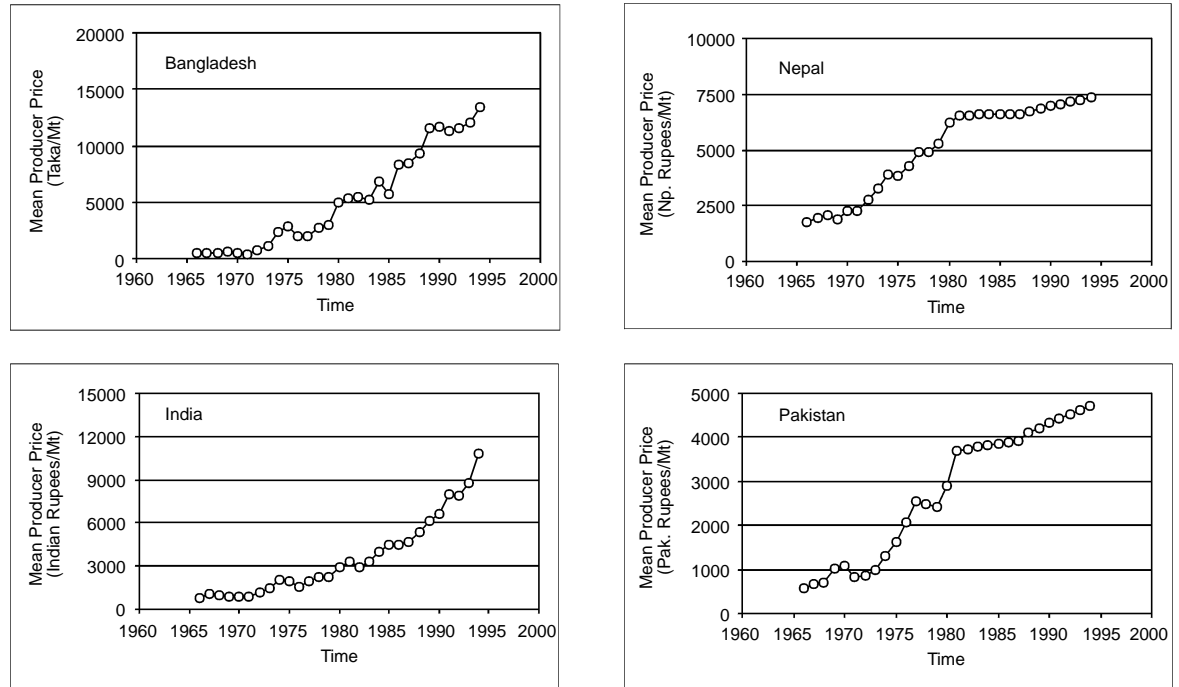 20000
Bangladesh
15000
10000
5000
0
1960 1965 1970 1975 1980 1985 1990 1995 2000
Time
Mean Producer Price
(Taka/Mt)
10000
Nepal
7500
5000
2500
0
1960 1965 1970 1975 1980 1985 1990 1995 2000
Time
Mean Producer Price
(Np. Rupees/Mt)
15000
India
12000
9000
6000
3000
0
1960 1965 1970 1975 1980 1985 1990 1995 2000
Time
Mean Producer Price
(Indian Rupees/Mt)
5000
Pakistan
4000
3000
2000
1000
0
1960 1965 1970 1975 1980 1985 1990 1995 2000
Time
Mean Producer Price
(Pak. Rupees/Mt)